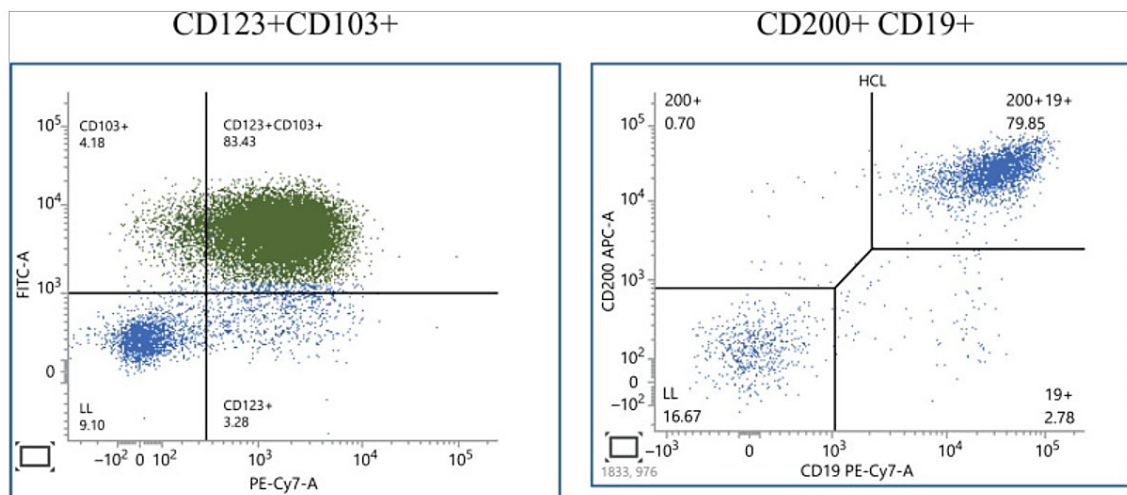 CD123+CD103+
CD103+
4.18
CD123+CD103+
83.43
10⁵
10⁴
10³
0
FITC-A
LL
9.10
CD123+
3.28
−10² 0 10² 10³ 10⁴ 10⁵
PE-Cy7-A
CD200+ CD19+
HCL
200+
0.70
200+19+
79.85
10⁵
10⁴
10³
10²
0
−10²
CD200 APC-A
LL
16.67
19+
2.78
−10³ 0 10³ 10⁴ 10⁵
1833, 976
CD19 PE-Cy7-A